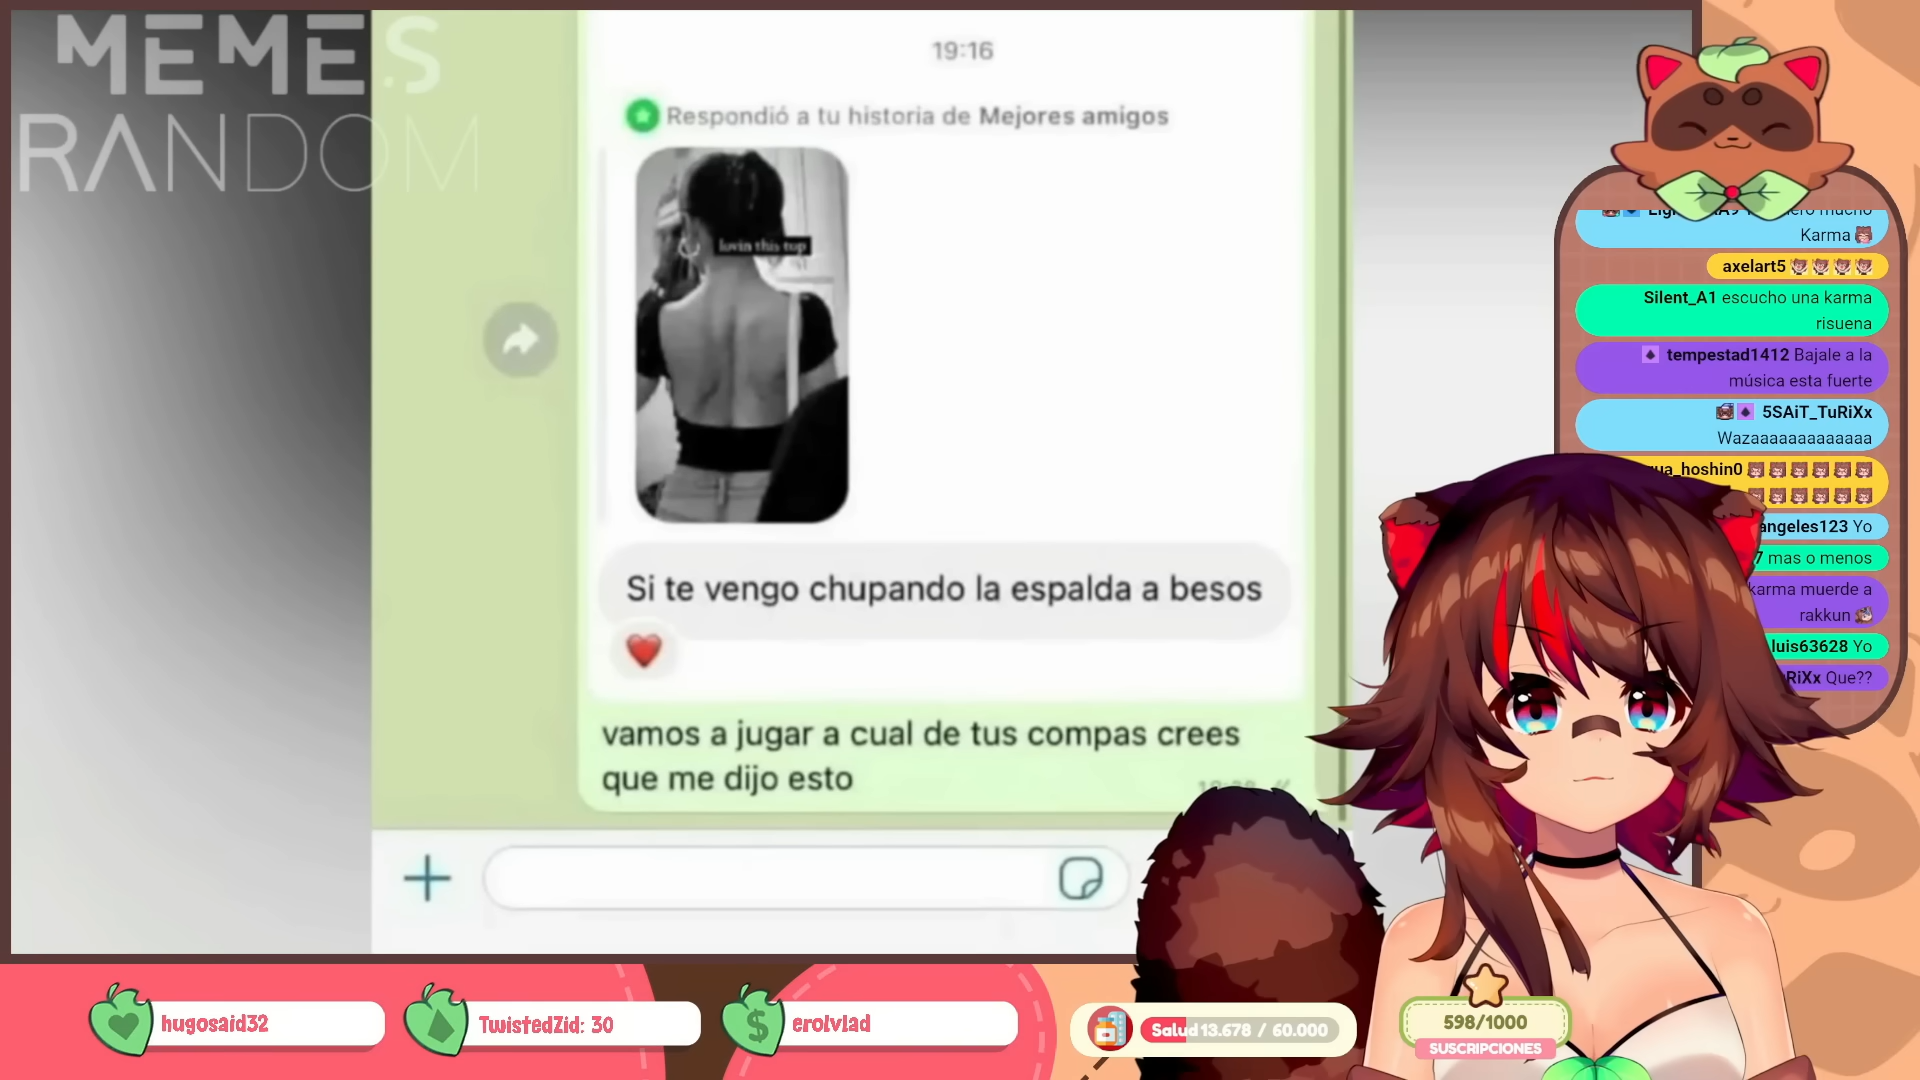 MEMES
RANDOM
19:16
Respondió a tu historia de Mejores amigos
lovin this top
Si te vengo chupando la espalda a besos
vamos a jugar a cual de tus compas crees
que me dijo esto
mucho
Karma
axelart5
Silent_A1 escucho una karma
risuena
tempestad1412 Bajale a la
música esta fuerte
5SAiT_TuRiXx
Wazaaaaaaaaaaaaa
ua_hoshin0
angeles123 Yo
7 mas o menos
karma muerde a
rakkun
luis63628 Yo
RiXx Que??
hugosaid32
TwistedZid: 30
erolvlad
Salud 13.678 / 60.000
598/1000
SUSCRIPCIONES